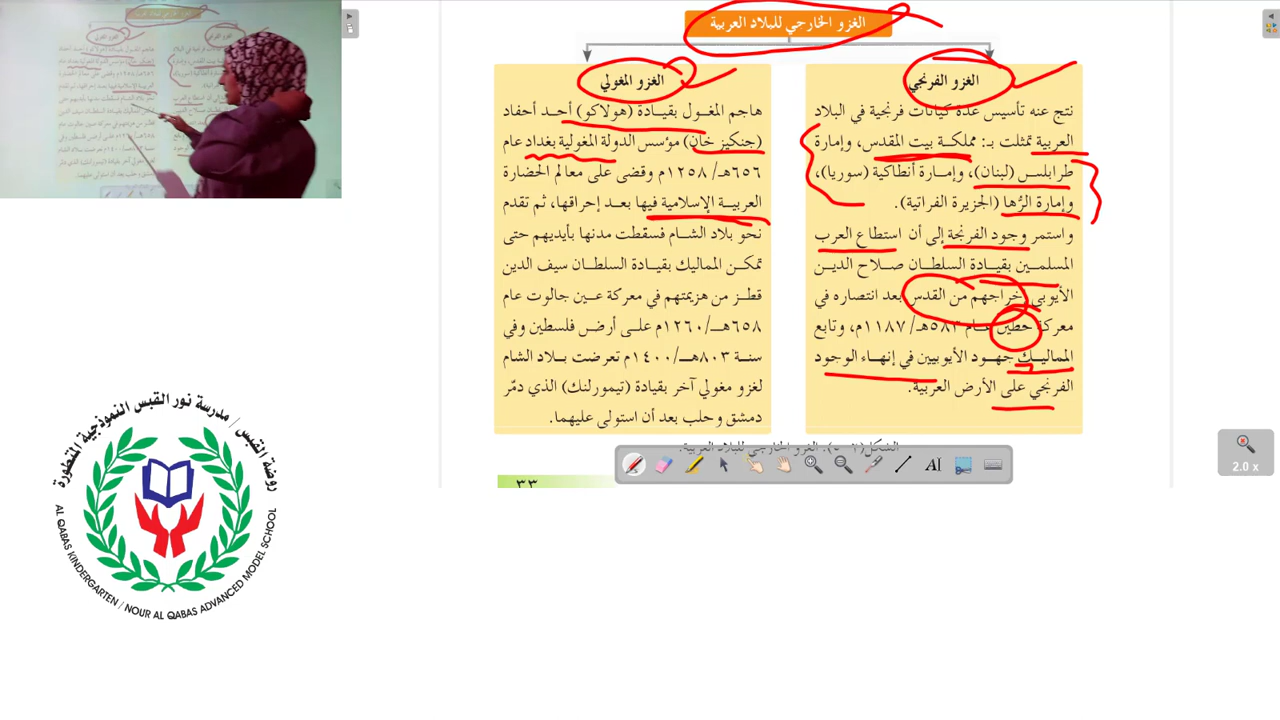 الغزو الخارجي للبلاد العربية
الغزو الفرنجي
نتج عنه تأسيس عدة كيانات فرنجية في البلاد
العربية تمثلت بـ: مملكة بيت المقدس، وإمارة
طرابلس (لبنان)، وإمارة أنطاكية (سوريا)،
وإمارة الرُّها (الجزيرة الفراتية).
واستمر وجود الفرنجة إلى أن استطاع العرب
المسلمين بقيادة السلطان صلاح الدين
الأيوبي إخراجهم من القدس بعد انتصاره في
معركة حطين عام ٥٨٣هـ/ ١١٨٧م، وتابع
المماليك جهود الأيوبيين في إنهاء الوجود
الفرنجي على الأرض العربية.
الغزو المغولي
هاجم المغول بقيادة (هولاكو) أحد أحفاد
(جنكيز خان) مؤسس الدولة المغولية بغداد عام
٦٥٦هـ/ ١٢٥٨م وقضى على معالم الحضارة
العربية الإسلامية فيها بعد إحراقها، ثم تقدم
نحو بلاد الشام فسقطت مدنها بأيديهم حتى
تمكن المماليك بقيادة السلطان سيف الدين
قطز من هزيمتهم في معركة عين جالوت عام
٦٥٨هـ/ ١٢٦٠م على أرض فلسطين وفي
سنة ٨٠٣هـ/ ١٤٠٠م تعرضت بلاد الشام
لغزو مغولي آخر بقيادة (تيمورلنك) الذي دمّر
دمشق وحلب بعد أن استولى عليهما.
الغزو الخارجي للبلاد العربية.
٣٣
2.0 x
روضة القبس / مدرسة نور القبس النموذجية المتطورة
AL QABAS KINDERGARTEN / NOUR AL QABAS ADVANCED MODEL SCHOOL